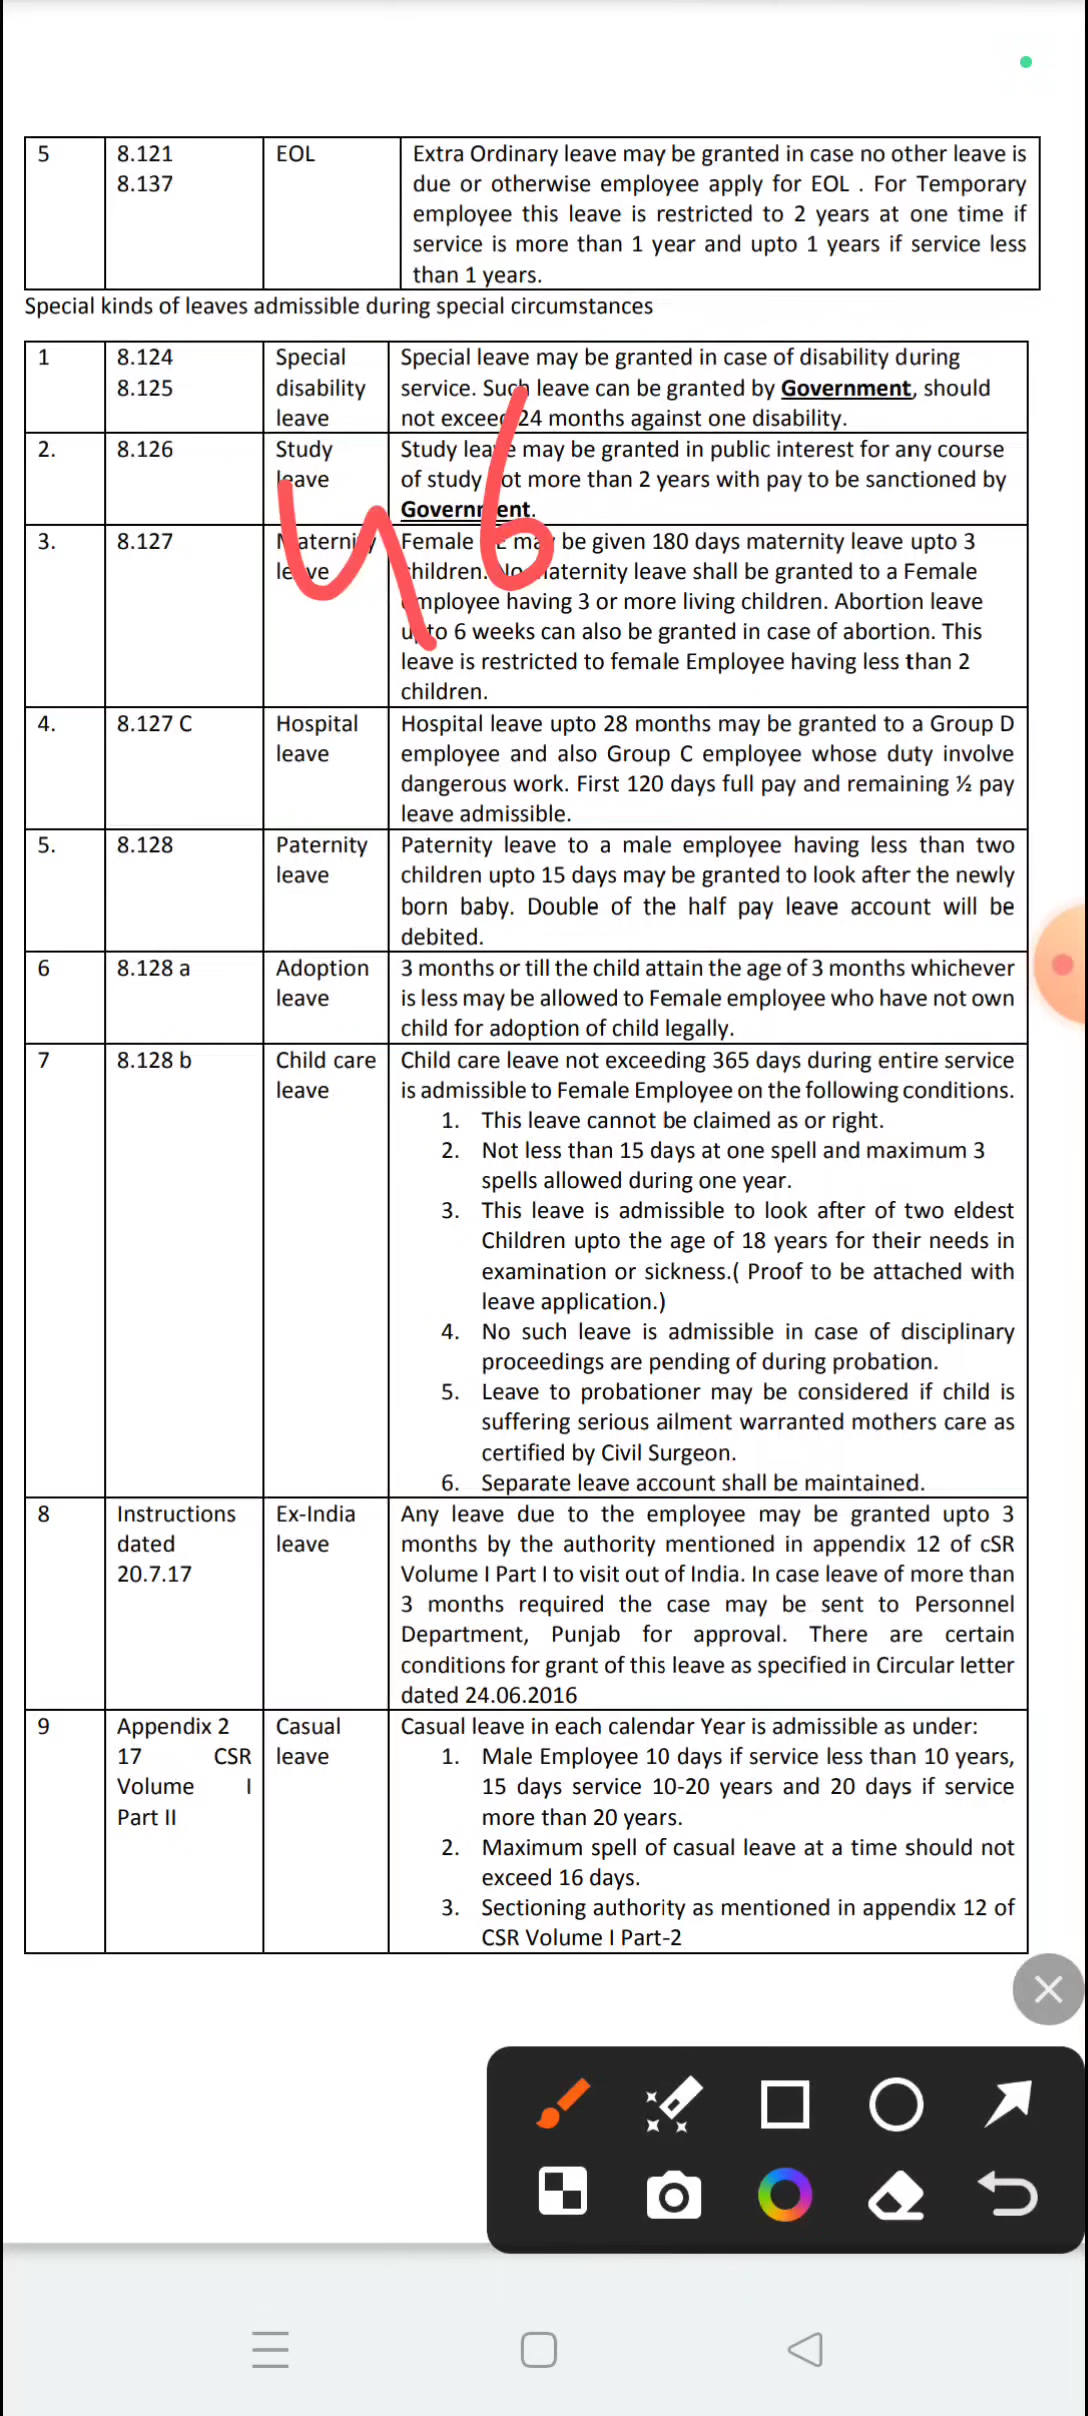 5 8.121 EOL Extra Ordinary leave may be granted in case no other leave is
8.137 due or otherwise employee apply for EOL . For Temporary
employee this leave is restricted to 2 years at one time if
service is more than 1 year and upto 1 years if service less
than 1 years.
Special kinds of leaves admissible during special circumstances
1 8.124 Special Special leave may be granted in case of disability during
8.125 disability service. Such leave can be granted by Government, should
leave not exceed 24 months against one disability.
2. 8.126 Study Study leave may be granted in public interest for any course
leave of study not more than 2 years with pay to be sanctioned by
Government.
46
3. 8.127 Maternity Female may be given 180 days maternity leave upto 3
leave children. No maternity leave shall be granted to a Female
employee having 3 or more living children. Abortion leave
upto 6 weeks can also be granted in case of abortion. This
leave is restricted to female Employee having less than 2
children.
4. 8.127 C Hospital Hospital leave upto 28 months may be granted to a Group D
leave employee and also Group C employee whose duty involve
dangerous work. First 120 days full pay and remaining ½ pay
leave admissible.
5. 8.128 Paternity Paternity leave to a male employee having less than two
leave children upto 15 days may be granted to look after the newly
born baby. Double of the half pay leave account will be
debited.
6 8.128 a Adoption 3 months or till the child attain the age of 3 months whichever
leave is less may be allowed to Female employee who have not own
child for adoption of child legally.
7 8.128 b Child care Child care leave not exceeding 365 days during entire service
leave is admissible to Female Employee on the following conditions.
1. This leave cannot be claimed as or right.
2. Not less than 15 days at one spell and maximum 3
spells allowed during one year.
3. This leave is admissible to look after of two eldest
Children upto the age of 18 years for their needs in
examination or sickness.( Proof to be attached with
leave application.)
4. No such leave is admissible in case of disciplinary
proceedings are pending of during probation.
5. Leave to probationer may be considered if child is
suffering serious ailment warranted mothers care as
certified by Civil Surgeon.
6. Separate leave account shall be maintained.
8 Instructions Ex-India Any leave due to the employee may be granted upto 3
dated leave months by the authority mentioned in appendix 12 of cSR
20.7.17 Volume I Part I to visit out of India. In case leave of more than
3 months required the case may be sent to Personnel
Department, Punjab for approval. There are certain
conditions for grant of this leave as specified in Circular letter
dated 24.06.2016
9 Appendix 2 Casual Casual leave in each calendar Year is admissible as under:
17 CSR leave 1. Male Employee 10 days if service less than 10 years,
Volume I 15 days service 10-20 years and 20 days if service
Part II more than 20 years.
2. Maximum spell of casual leave at a time should not
exceed 16 days.
3. Sectioning authority as mentioned in appendix 12 of
CSR Volume I Part-2